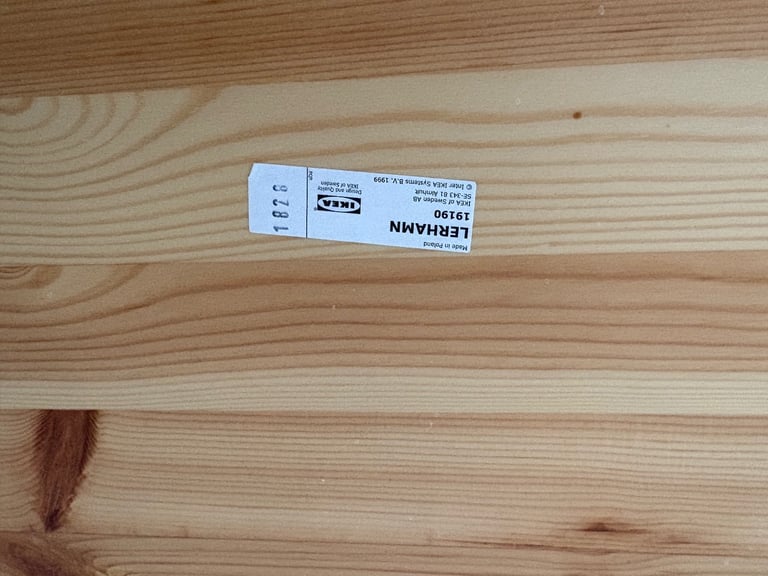 Made in Poland
LERHAMN
19190
IKEA of Sweden AB
SE-343 81 Älmhult
© Inter IKEA Systems B.V. 1999
IKEA
®
Design and Quality
IKEA of Sweden
1828